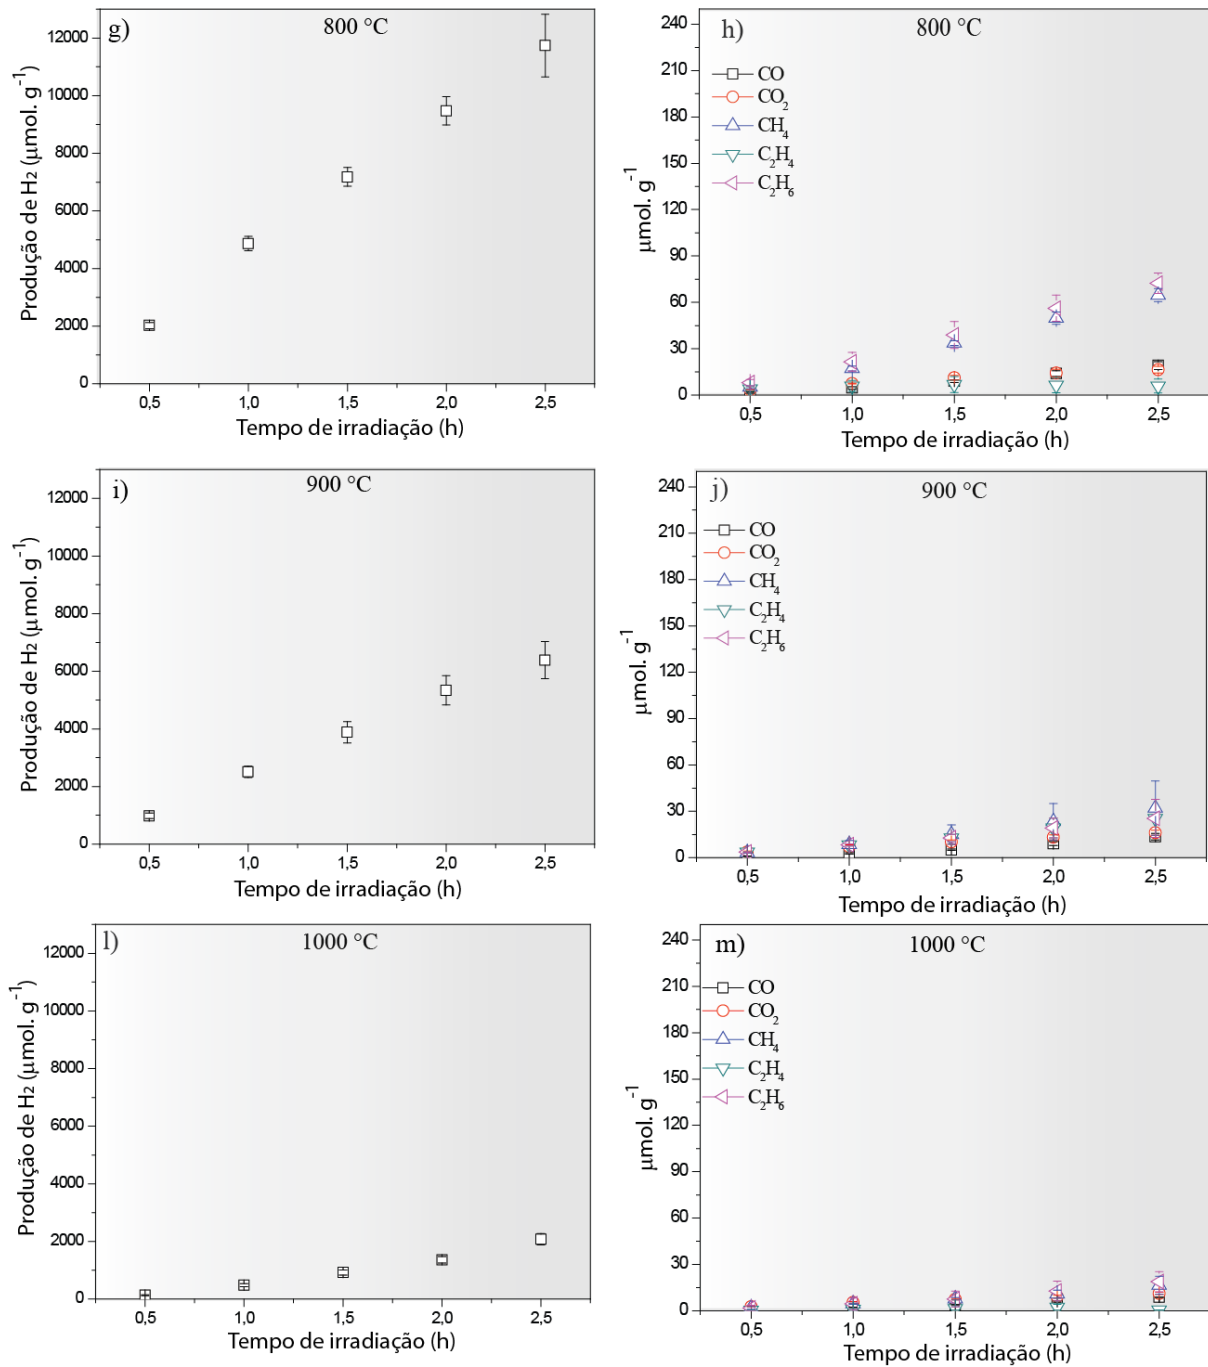 g)
800 °C
12000
10000
8000
6000
4000
2000
0
Produção de H2 (μmol. g-1)
0,5 1,0 1,5 2,0 2,5
Tempo de irradiação (h)
h)
800 °C
240
210
180
150
120
90
60
30
0
μmol. g-1
CO
CO2
CH4
C2H4
C2H6
0,5 1,0 1,5 2,0 2,5
Tempo de irradiação (h)
i)
900 °C
12000
10000
8000
6000
4000
2000
0
Produção de H2 (μmol. g-1)
0,5 1,0 1,5 2,0 2,5
Tempo de irradiação (h)
j)
900 °C
240
210
180
150
120
90
60
30
0
μmol. g-1
CO
CO2
CH4
C2H4
C2H6
0,5 1,0 1,5 2,0 2,5
Tempo de irradiação (h)
l)
1000 °C
12000
10000
8000
6000
4000
2000
0
Produção de H2 (μmol. g-1)
0,5 1,0 1,5 2,0 2,5
Tempo de irradiação (h)
m)
1000 °C
240
210
180
150
120
90
60
30
0
μmol. g-1
CO
CO2
CH4
C2H4
C2H6
0,5 1,0 1,5 2,0 2,5
Tempo de irradiação (h)